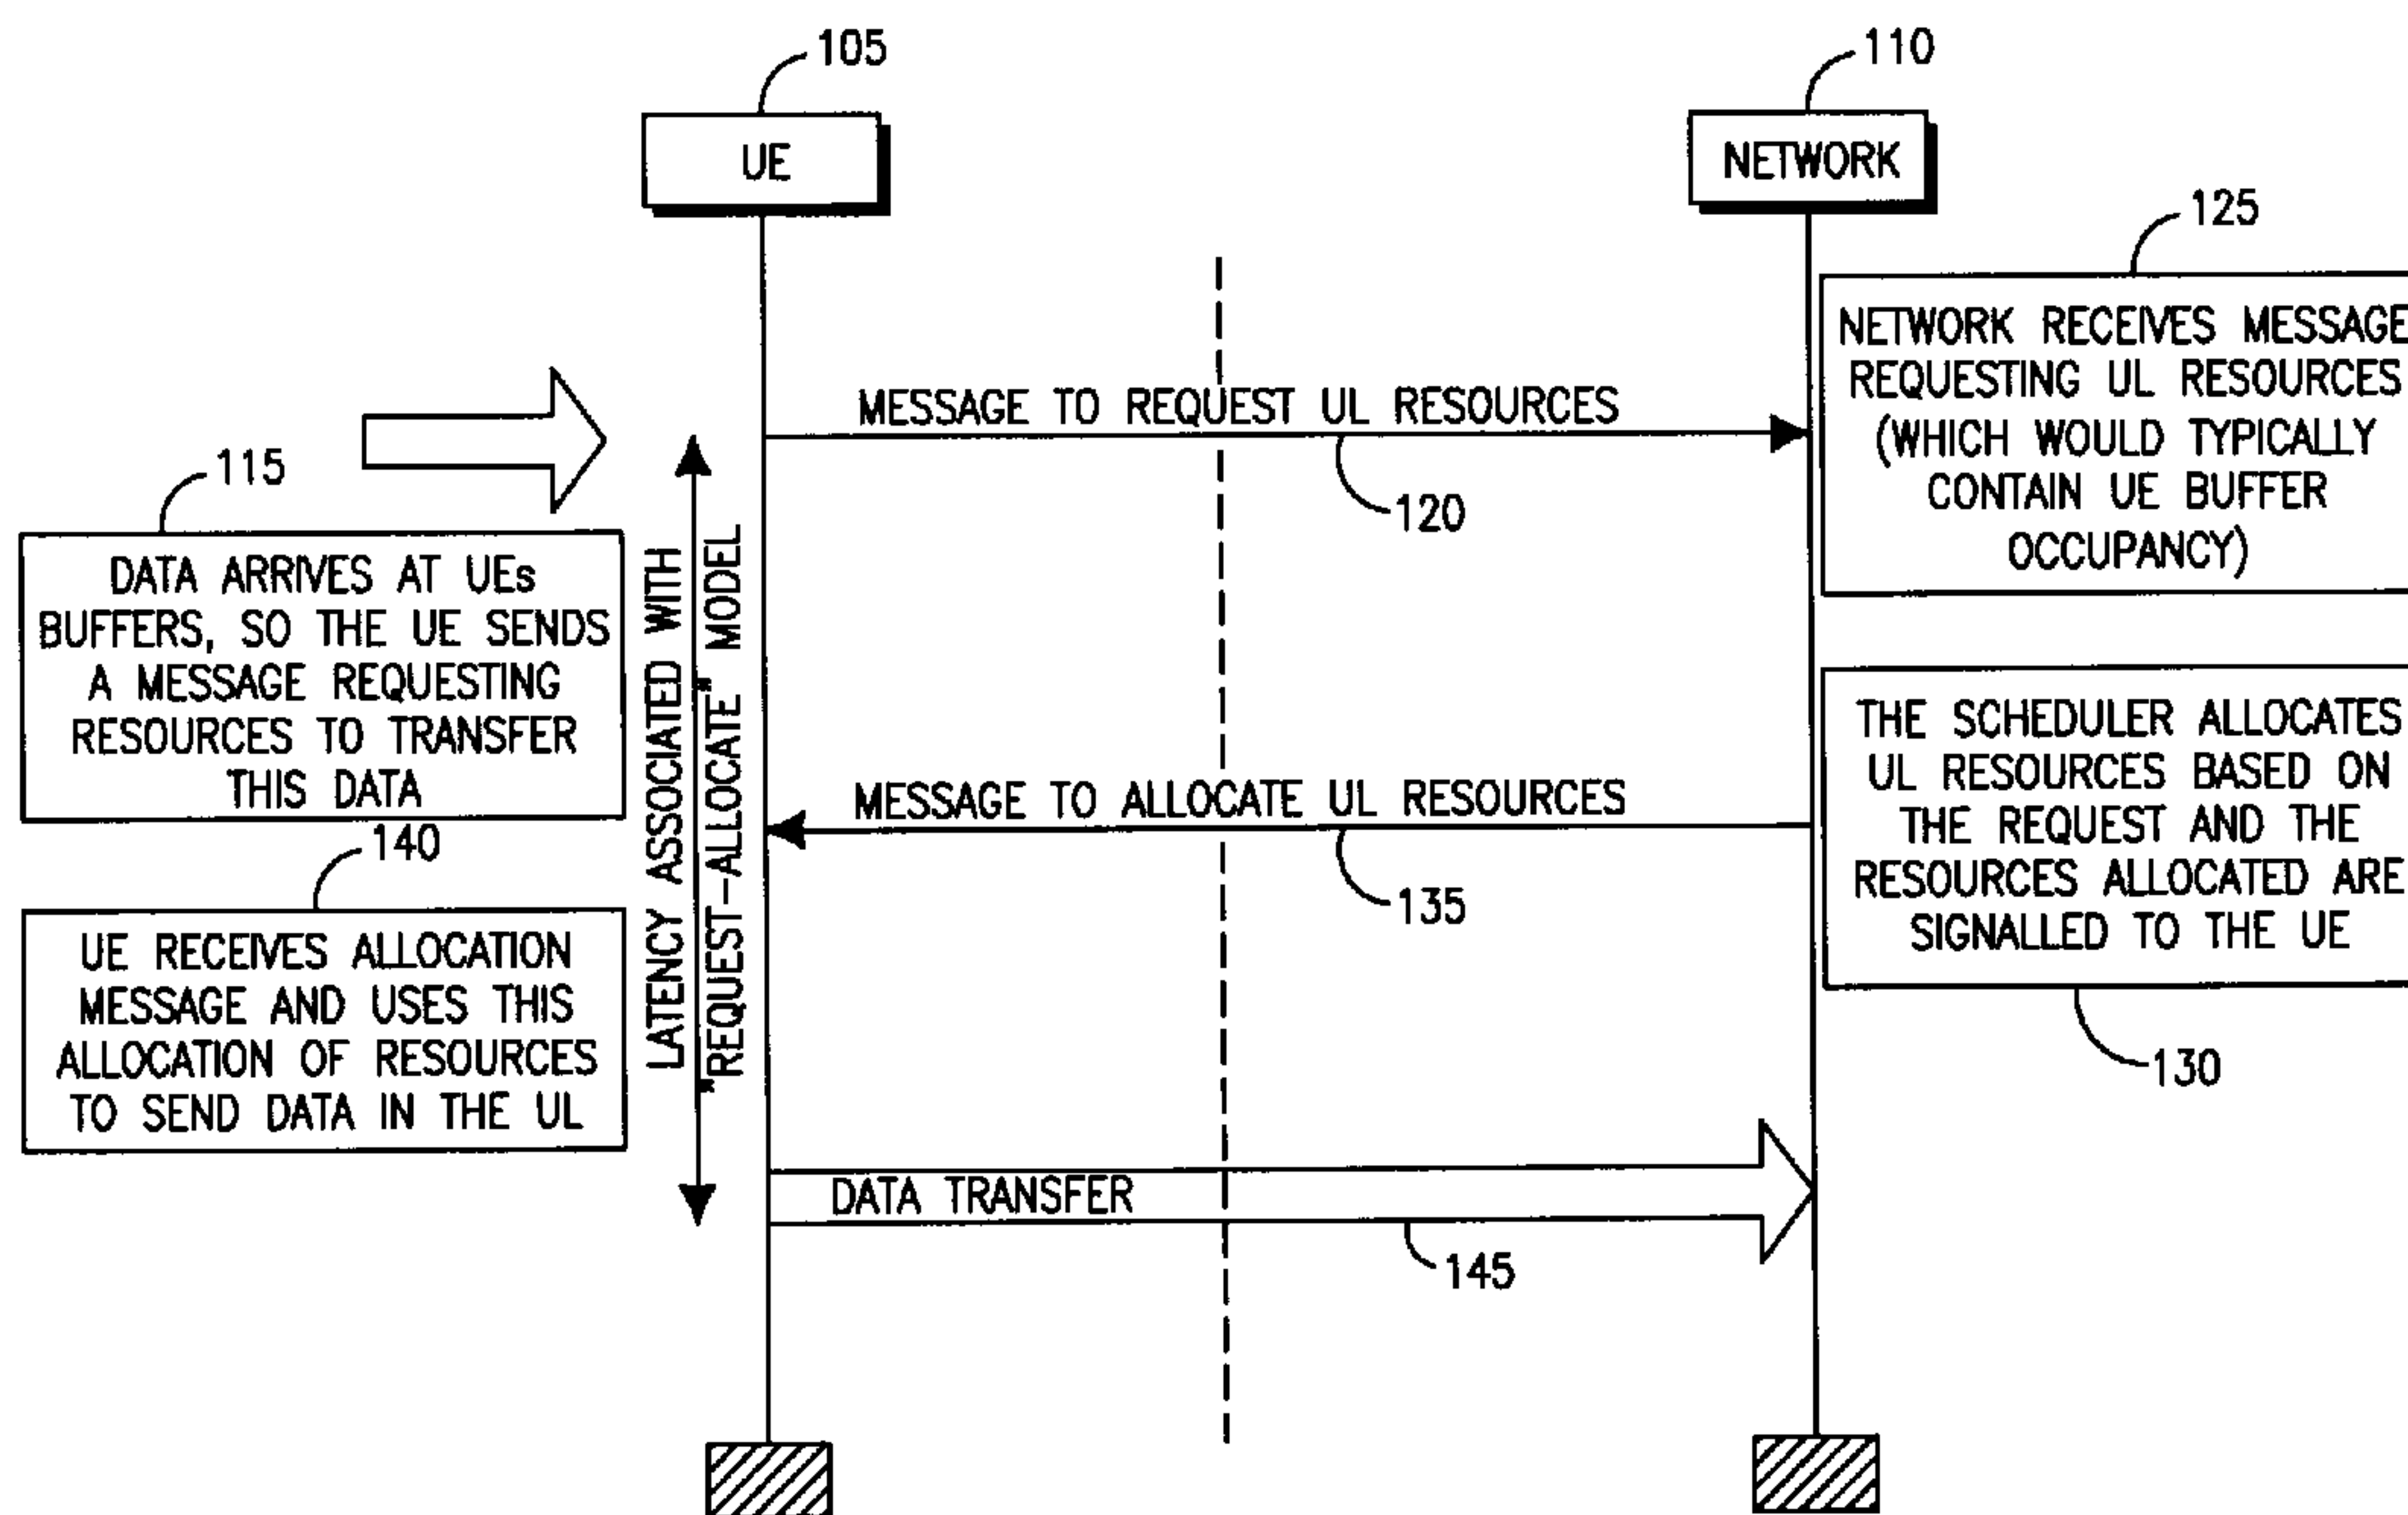 105
110
UE
NETWORK
125
NETWORK RECEIVES MESSAGE
REQUESTING UL RESOURCES
(WHICH WOULD TYPICALLY
CONTAIN UE BUFFER
OCCUPANCY)
MESSAGE TO REQUEST UL RESOURCES
120
115
DATA ARRIVES AT UEs
BUFFERS, SO THE UE SENDS
A MESSAGE REQUESTING
RESOURCES TO TRANSFER
THIS DATA
LATENCY ASSOCIATED WITH
"REQUEST-ALLOCATE" MODEL
THE SCHEDULER ALLOCATES
UL RESOURCES BASED ON
THE REQUEST AND THE
RESOURCES ALLOCATED ARE
SIGNALLED TO THE UE
130
MESSAGE TO ALLOCATE UL RESOURCES
135
140
UE RECEIVES ALLOCATION
MESSAGE AND USES THIS
ALLOCATION OF RESOURCES
TO SEND DATA IN THE UL
DATA TRANSFER
145